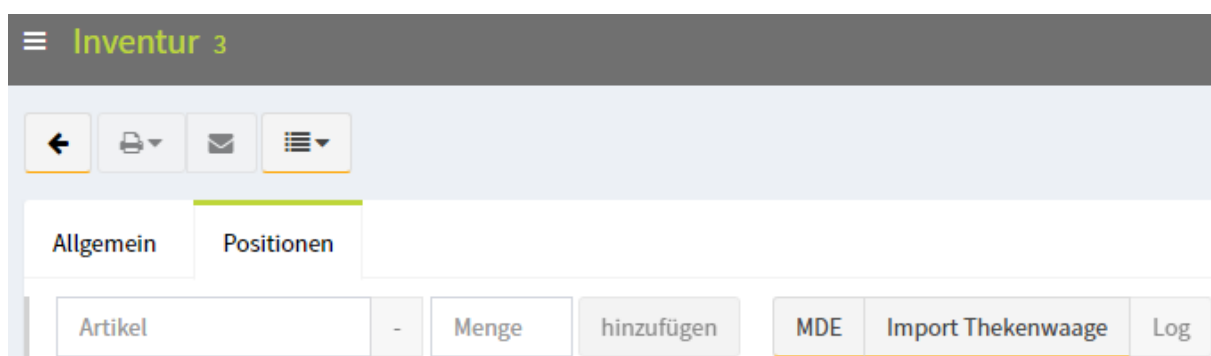 Inventur 3
Allgemein Positionen
Artikel - Menge hinzufügen MDE Import Thekenwaage Log